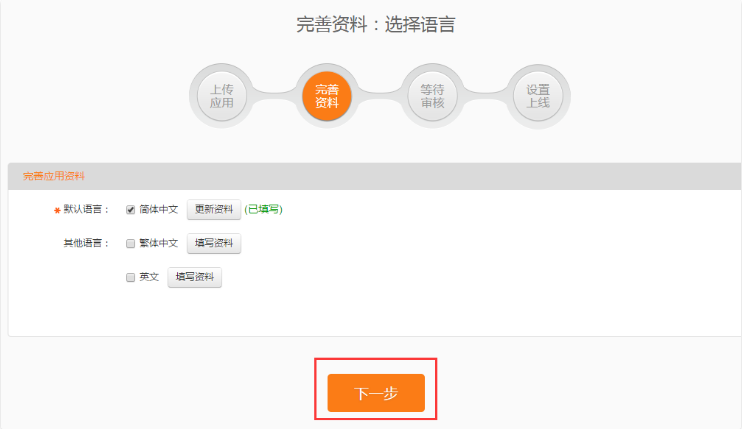 完善资料：选择语言
上传
应用
完善
资料
等待
审核
设置
上线
完善应用资料
* 默认语言： 简体中文 更新资料 (已填写)
其他语言： 繁体中文 填写资料
英文 填写资料
下一步